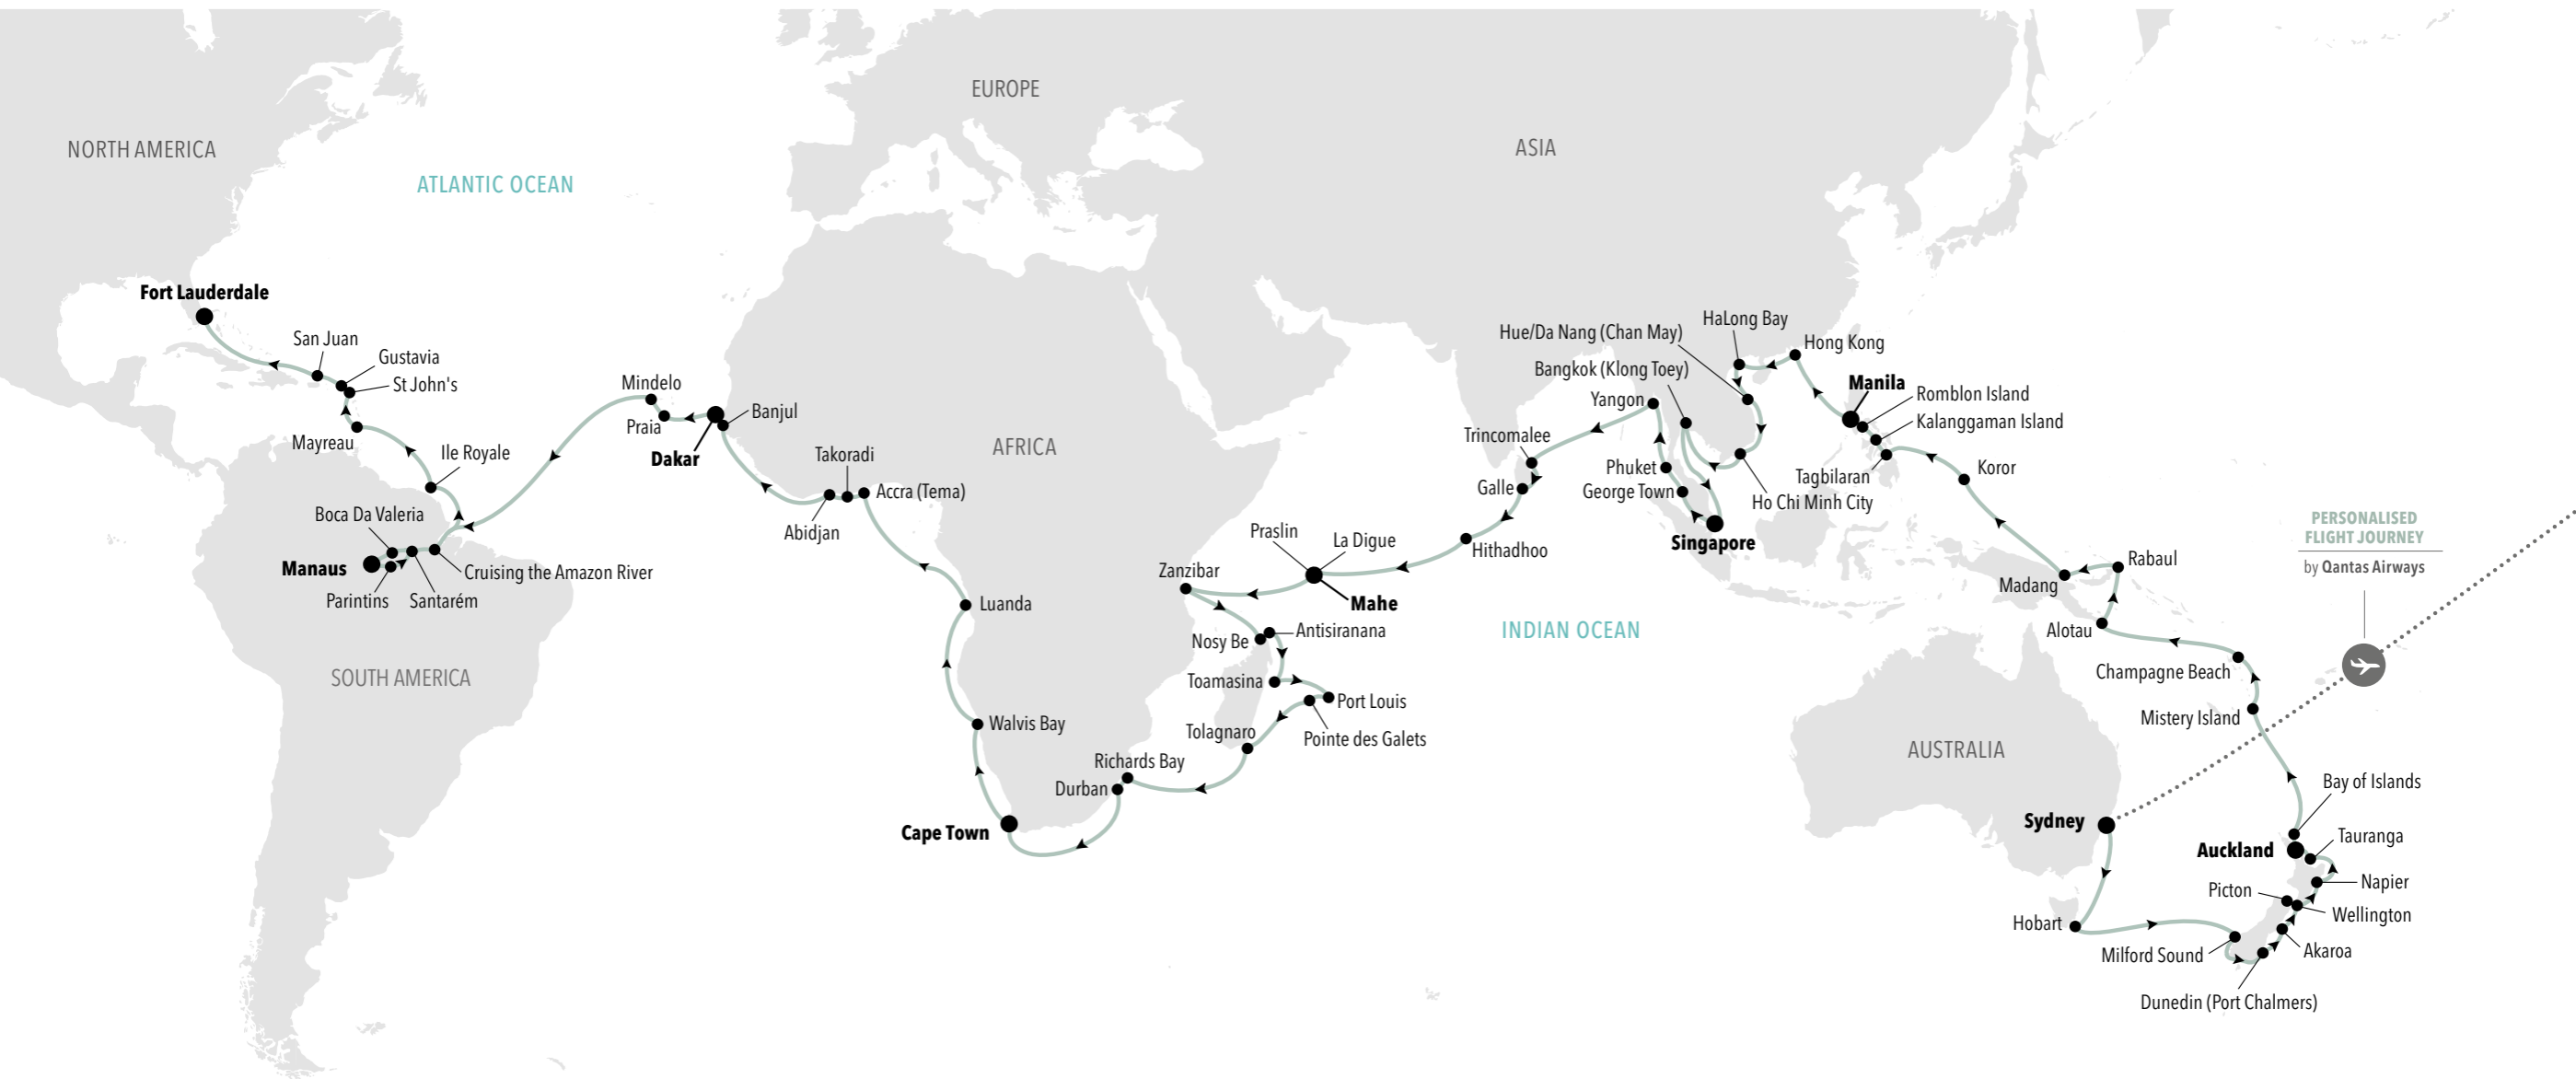 EUROPE
NORTH AMERICA
ASIA
ATLANTIC OCEAN
Fort Lauderdale
San Juan
Gustavia
St John's
Mayreau
Ile Royale
Boca Da Valeria
Manaus
Parintins
Santarém
Cruising the Amazon River
SOUTH AMERICA
Mindelo
Praia
Dakar
Banjul
Takoradi
Accra (Tema)
Abidjan
AFRICA
Luanda
Walvis Bay
Cape Town
Durban
Richards Bay
Tolagnaro
Pointe des Galets
Port Louis
Toamasina
Antisiranana
Nosy Be
Zanzibar
Praslin
La Digue
Mahe
INDIAN OCEAN
Hithadhoo
Galle
Trincomalee
Yangon
Phuket
George Town
Singapore
Bangkok (Klong Toey)
Ho Chi Minh City
Hue/Da Nang (Chan May)
HaLong Bay
Hong Kong
Manila
Romblon Island
Kalanggaman Island
Tagbilaran
Koror
Madang
Rabaul
Alotau
Champagne Beach
Mistery Island
PERSONALISED
FLIGHT JOURNEY
by Qantas Airways
AUSTRALIA
Sydney
Bay of Islands
Auckland
Tauranga
Napier
Picton
Wellington
Akaroa
Hobart
Milford Sound
Dunedin (Port Chalmers)